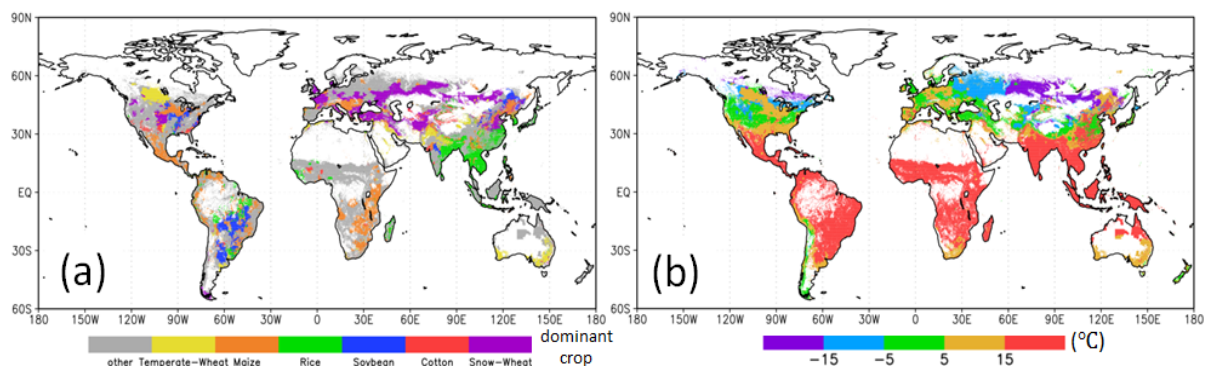 90N 90N
60N 60N
30N 30N
EQ EQ
30S 30S
(a) (b)
60S 60S
180 150W 120W 90W 60W 30W 0 30E 60E 90E 120E 150E 180 180 150W 120W 90W 60W 30W 0 30E 60E 90E 120E 150E 180
dominant
crop
other Temperate-Wheat Maize Rice Soybean Cotton Snow-Wheat
-15 -5 5 15 (°C)